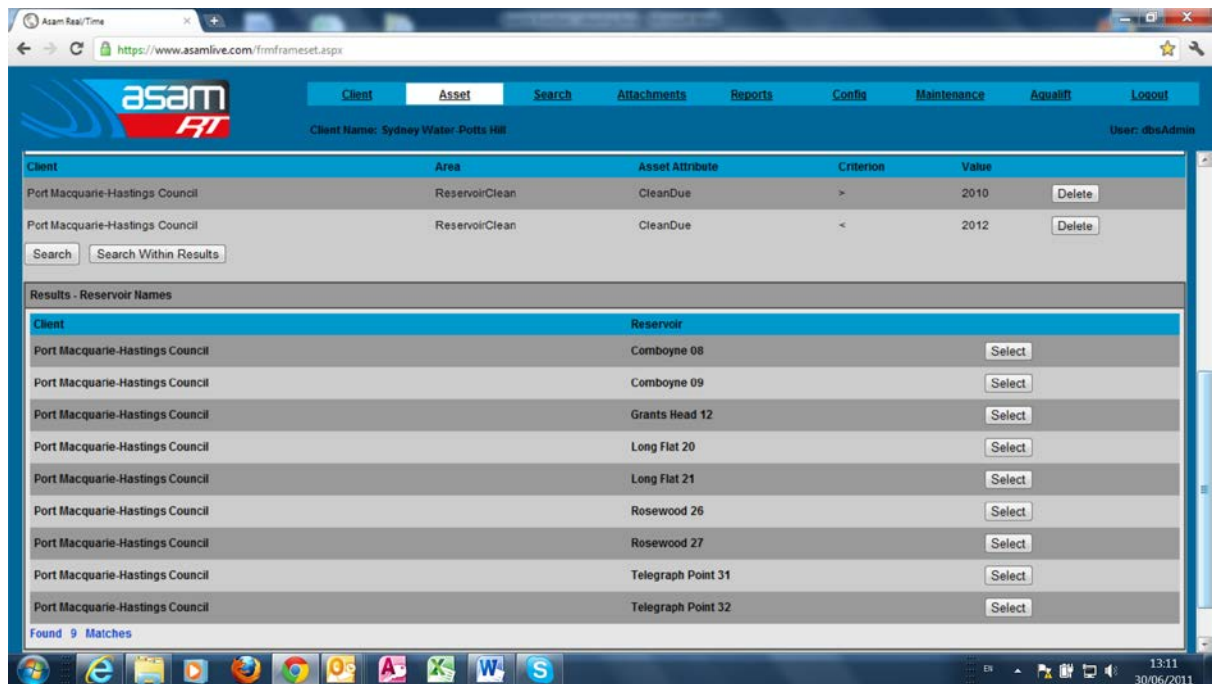 Asam Real/Time
https://www.asamlive.com/frmframeset.aspx
asam RT
Client Asset Search Attachments Reports Config Maintenance Aqualift Logout
Client Name: Sydney Water-Potts Hill User: dbsAdmin
Client Area Asset Attribute Criterion Value
Port Macquarie-Hastings Council ReservoirClean CleanDue > 2010 Delete
Port Macquarie-Hastings Council ReservoirClean CleanDue < 2012 Delete
Search Search Within Results
Results - Reservoir Names
Client Reservoir
Port Macquarie-Hastings Council Comboyne 08 Select
Port Macquarie-Hastings Council Comboyne 09 Select
Port Macquarie-Hastings Council Grants Head 12 Select
Port Macquarie-Hastings Council Long Flat 20 Select
Port Macquarie-Hastings Council Long Flat 21 Select
Port Macquarie-Hastings Council Rosewood 26 Select
Port Macquarie-Hastings Council Rosewood 27 Select
Port Macquarie-Hastings Council Telegraph Point 31 Select
Port Macquarie-Hastings Council Telegraph Point 32 Select
Found 9 Matches
EN 13:11
30/06/2011